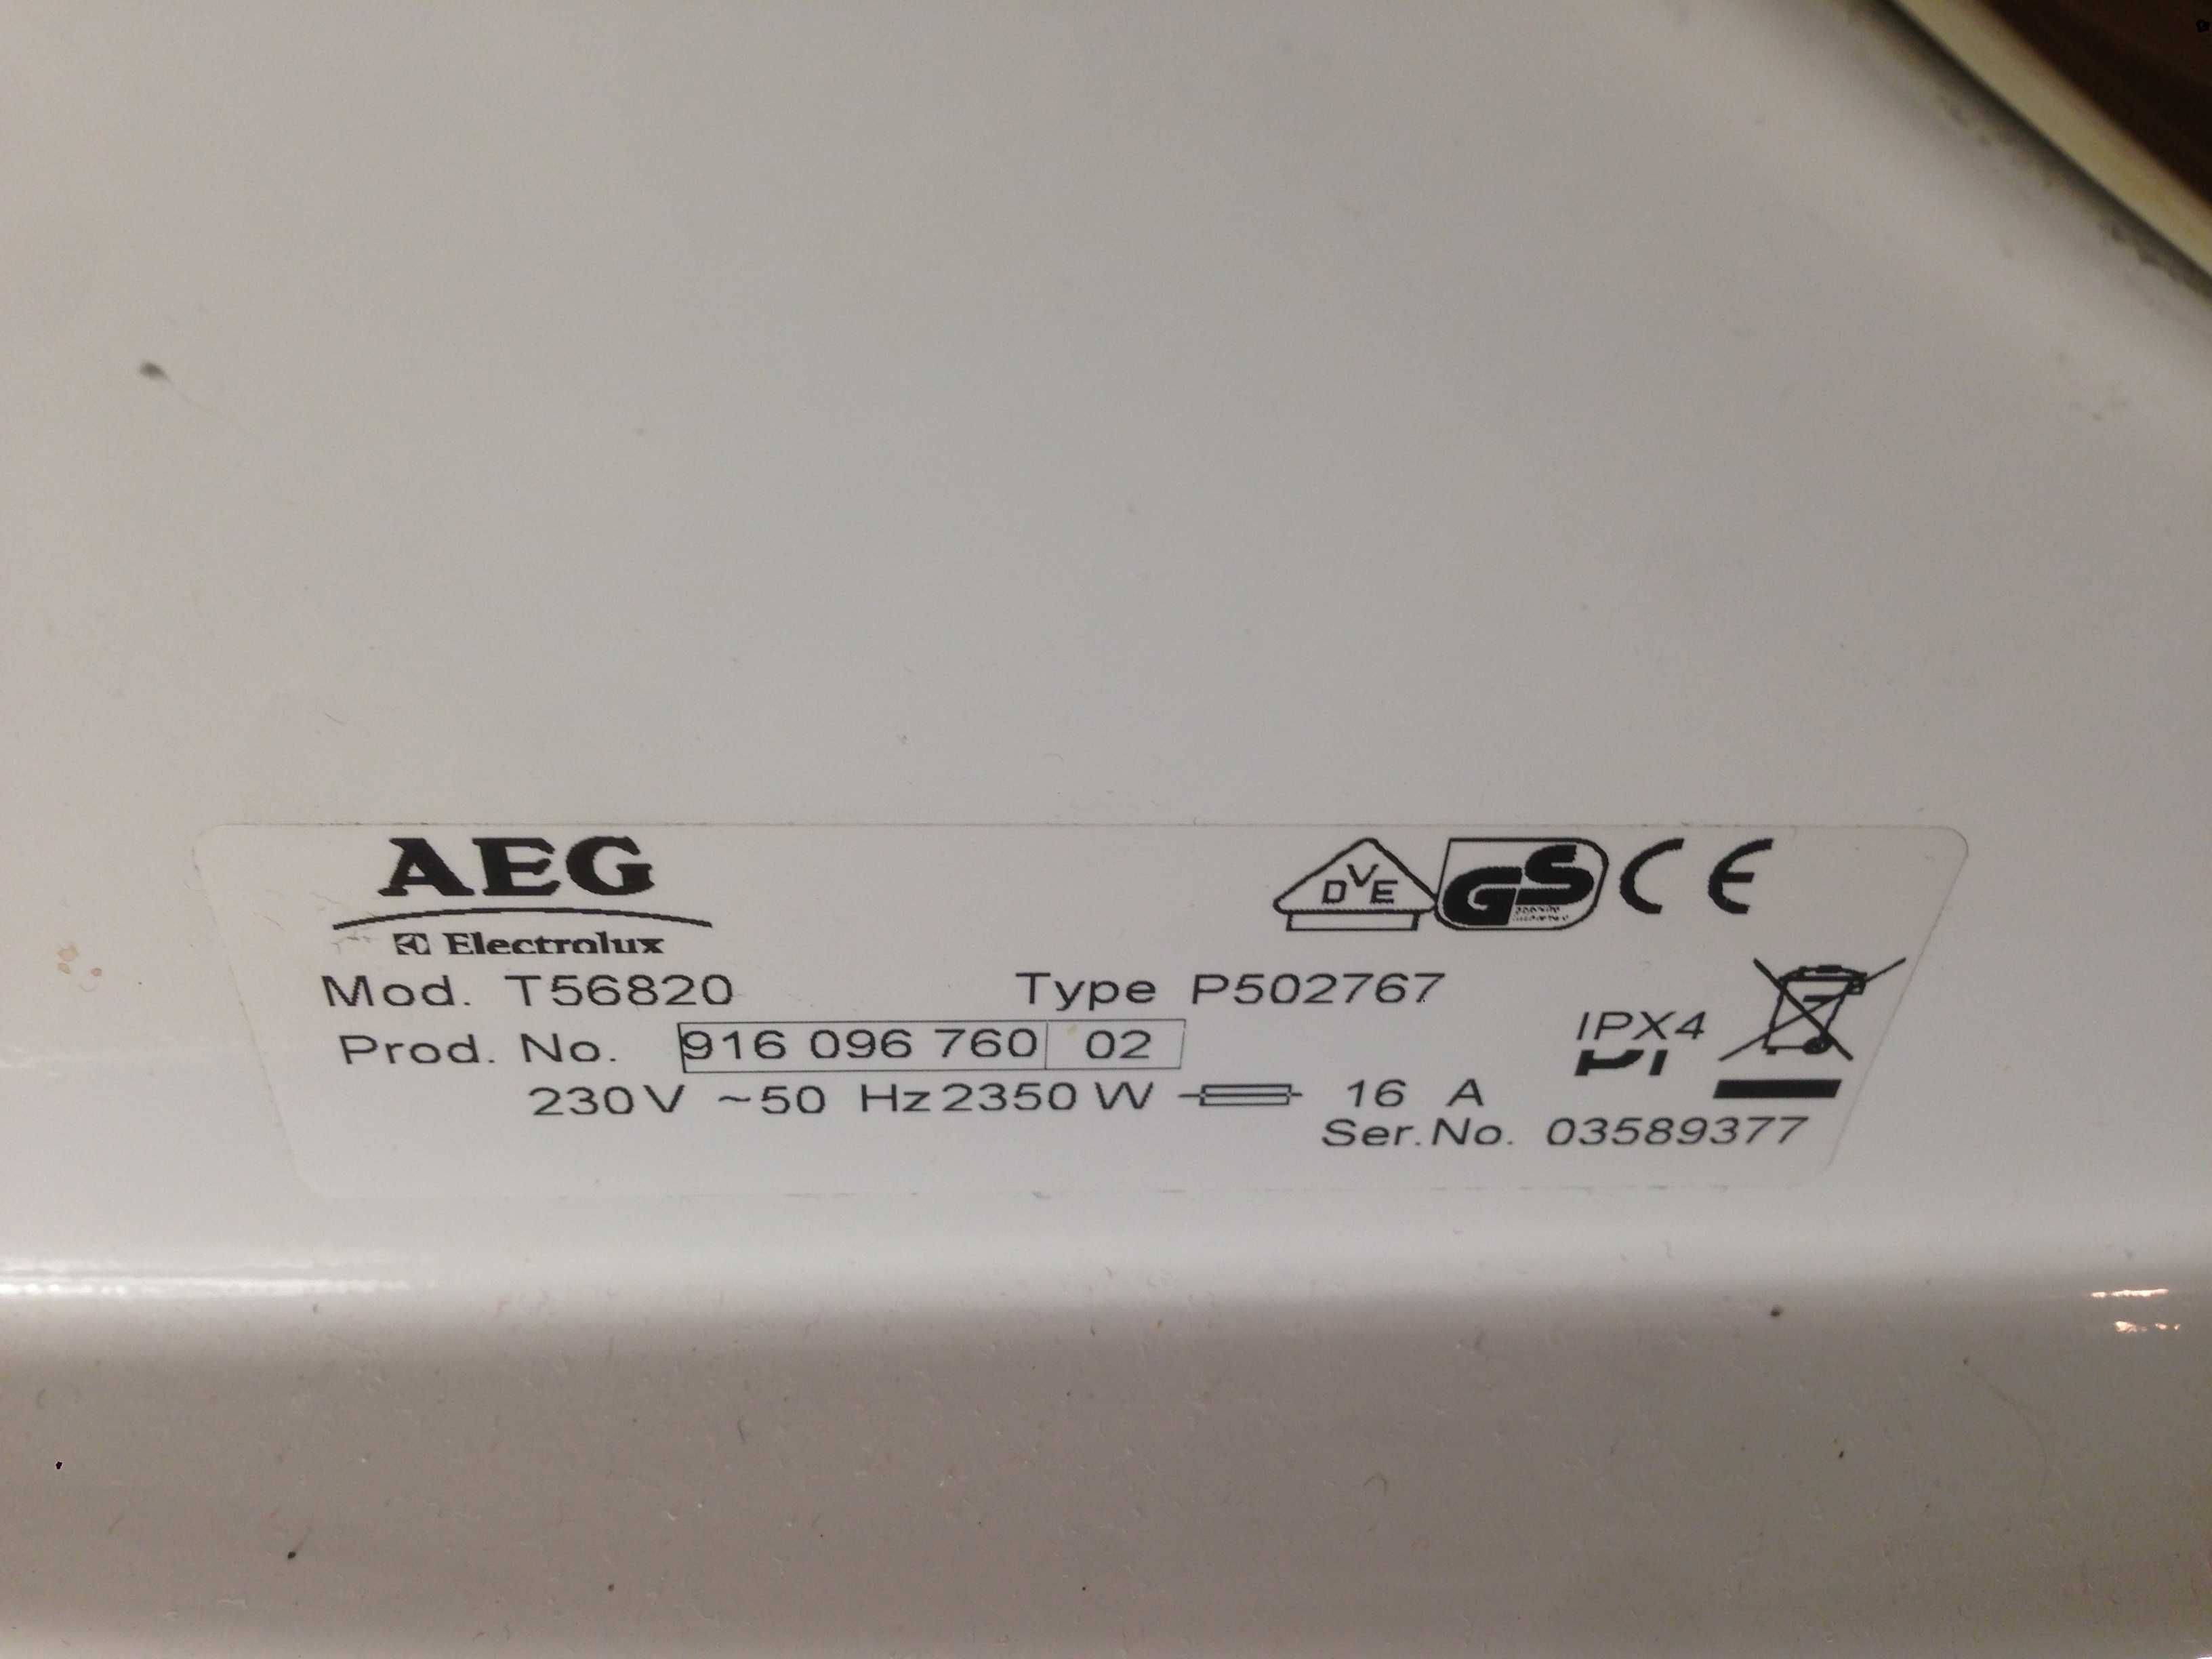 AEG
Electrolux
DVE
GS
CE
Mod. T56820 Type P502767
Prod. No. 916 096 760 02
IPX4
230V ~50 Hz 2350 W 16 A
Ser.No. 03589377